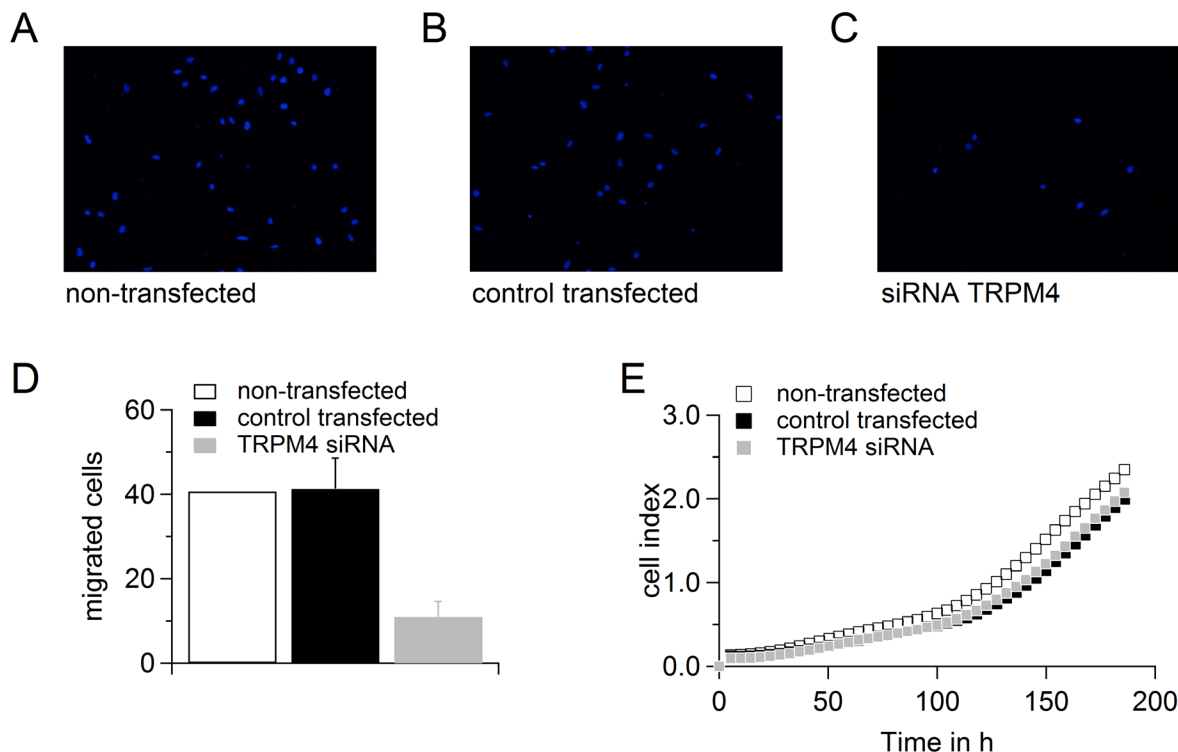 A
B
C
non-transfected
control transfected
siRNA TRPM4
D
non-transfected
control transfected
TRPM4 siRNA
60
40
20
0
migrated cells
E
non-transfected
control transfected
TRPM4 siRNA
3.0
2.0
1.0
0.0
cell index
0 50 100 150 200
Time in h